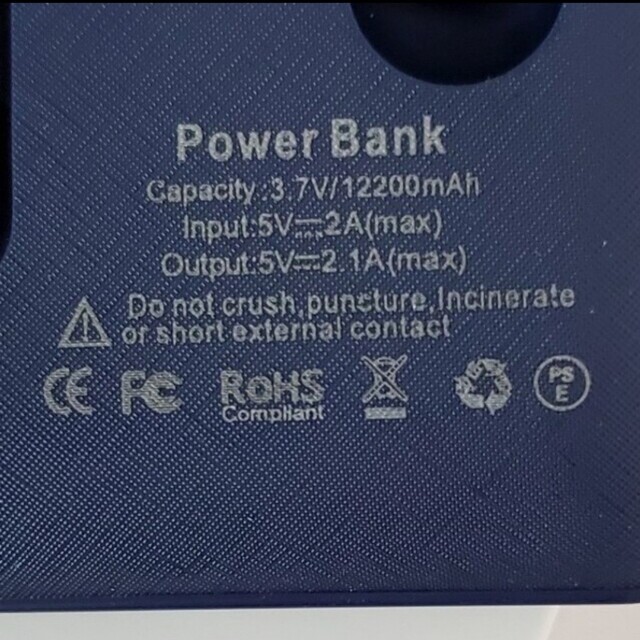 Power Bank
Capacity:3.7V/12200mAh
Input:5V⎓2A(max)
Output:5V⎓2.1A(max)
Do not crush,puncture,Incinerate
or short external contact
CE FC RoHS PS
Compliant E